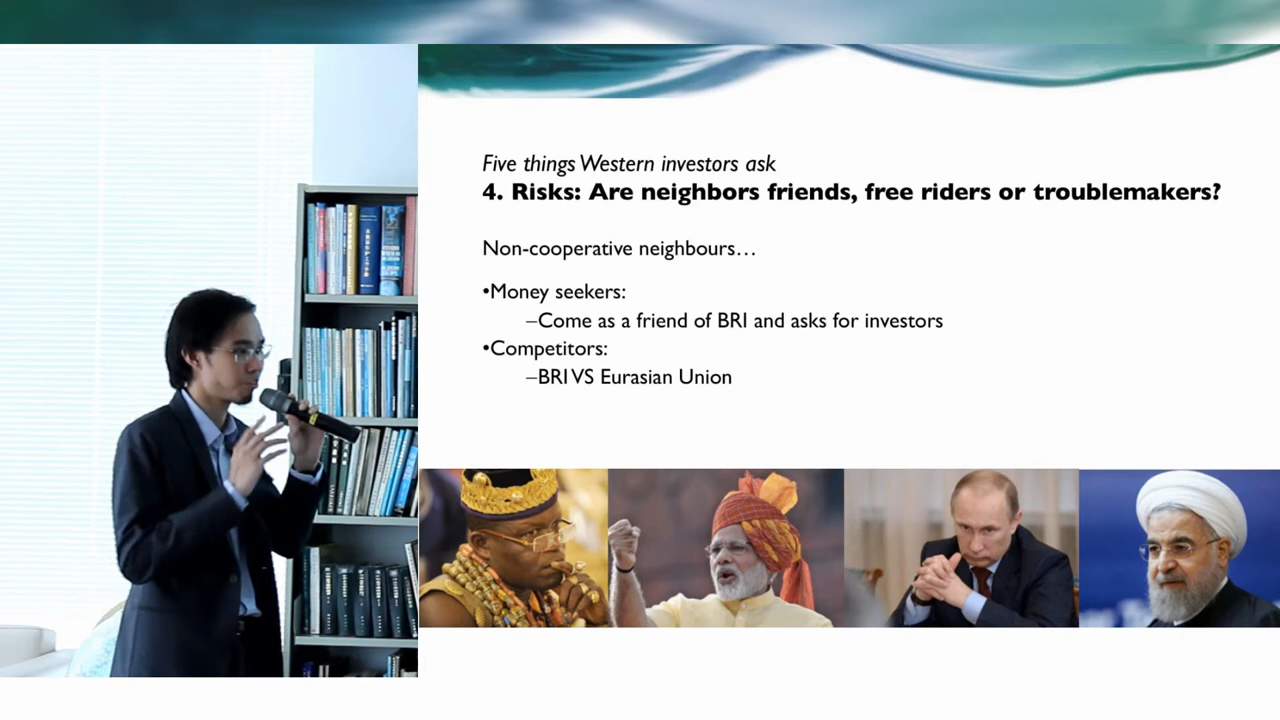 Five things Western investors ask
4. Risks: Are neighbors friends, free riders or troublemakers?
Non-cooperative neighbours…
•Money seekers:
–Come as a friend of BRI and asks for investors
•Competitors:
–BRI VS Eurasian Union